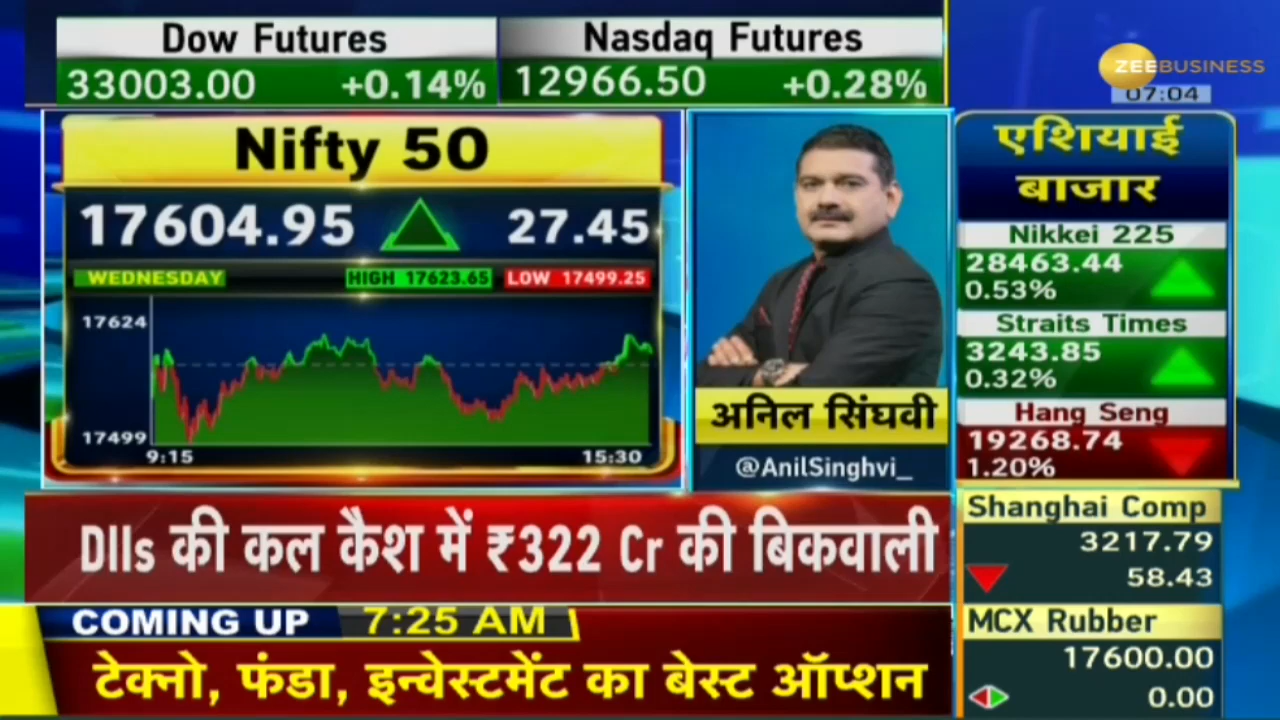 Dow Futures
33003.00 +0.14%
Nasdaq Futures
12966.50 +0.28%
ZEEBUSINESS
07:04
Nifty 50
17604.95 27.45
WEDNESDAY HIGH 17623.65 LOW 17499.25
17624
17499
9:15 15:30
अनिल सिंघवी
@AnilSinghvi_
एशियाई
बाजार
Nikkei 225
28463.44
0.53%
Straits Times
3243.85
0.32%
Hang Seng
19268.74
1.20%
Shanghai Comp
3217.79
58.43
MCX Rubber
17600.00
0.00
DIIs की कल कैश में ₹322 Cr की बिकवाली
COMING UP 7:25 AM
टेक्नो, फंडा, इन्वेस्टमेंट का बेस्ट ऑप्शन